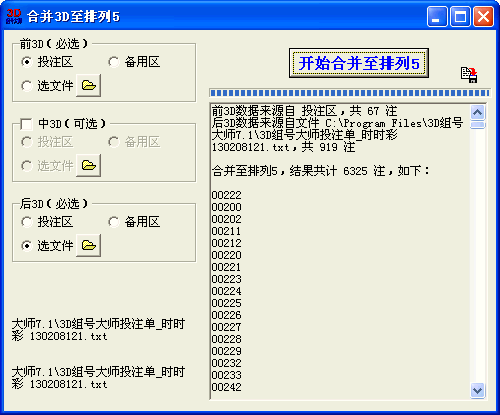 合并3D至排列5
前3D(必选)
投注区
备用区
选文件
中3D(可选)
投注区
备用区
选文件
后3D(必选)
投注区
备用区
选文件
大师7.1\3D组号大师投注单_时时
彩 130208121.txt
大师7.1\3D组号大师投注单_时时
彩 130208121.txt
开始合并至排列5
前3D数据来源自 投注区，共 67 注
后3D数据来源自文件 C:\Program Files\3D组号
大师7.1\3D组号大师投注单_时时彩
130208121.txt，共 919 注
合并至排列5，结果共计 6325 注，如下：
00222
00200
00202
00211
00212
00220
00221
00223
00224
00225
00226
00227
00228
00229
00232
00233
00242